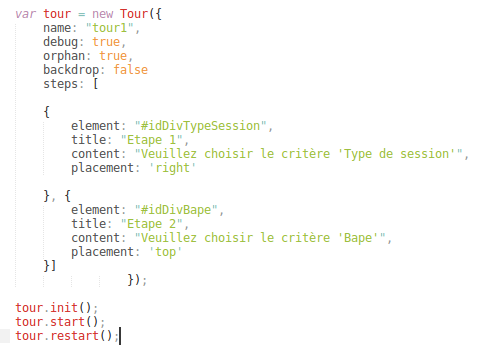 var tour = new Tour({
    name: "tour1",
    debug: true,
    orphan: true,
    backdrop: false
    steps: [
    {
        element: "#idDivTypeSession",
        title: "Etape 1",
        content: "Veuillez choisir le critère 'Type de session'",
        placement: 'right'
    }, {
        element: "#idDivBape",
        title: "Etape 2",
        content: "Veuillez choisir le critère 'Bape'",
        placement: 'top'
    }]
                });
tour.init();
tour.start();
tour.restart();